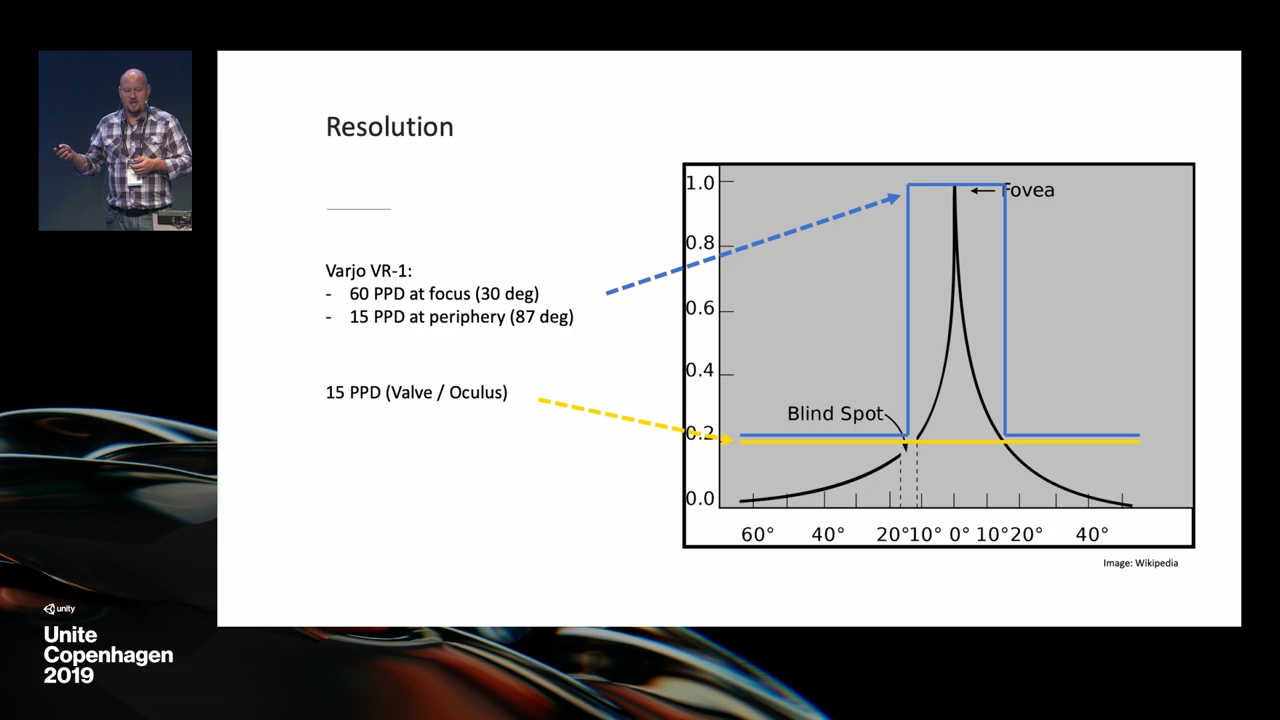 Resolution
Varjo VR-1:
- 60 PPD at focus (30 deg)
- 15 PPD at periphery (87 deg)
15 PPD (Valve / Oculus)
1.0
Fovea
0.8
0.6
0.4
Blind Spot
0.2
0.0
60° 40° 20° 10° 0° 10° 20° 40°
Image: Wikipedia
unity
Unite
Copenhagen
2019